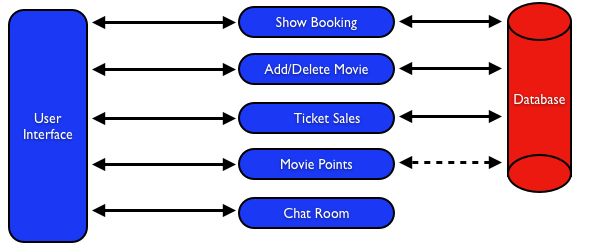 Show Booking
Add/Delete Movie
User
Interface
Ticket Sales
Movie Points
Chat Room
Database